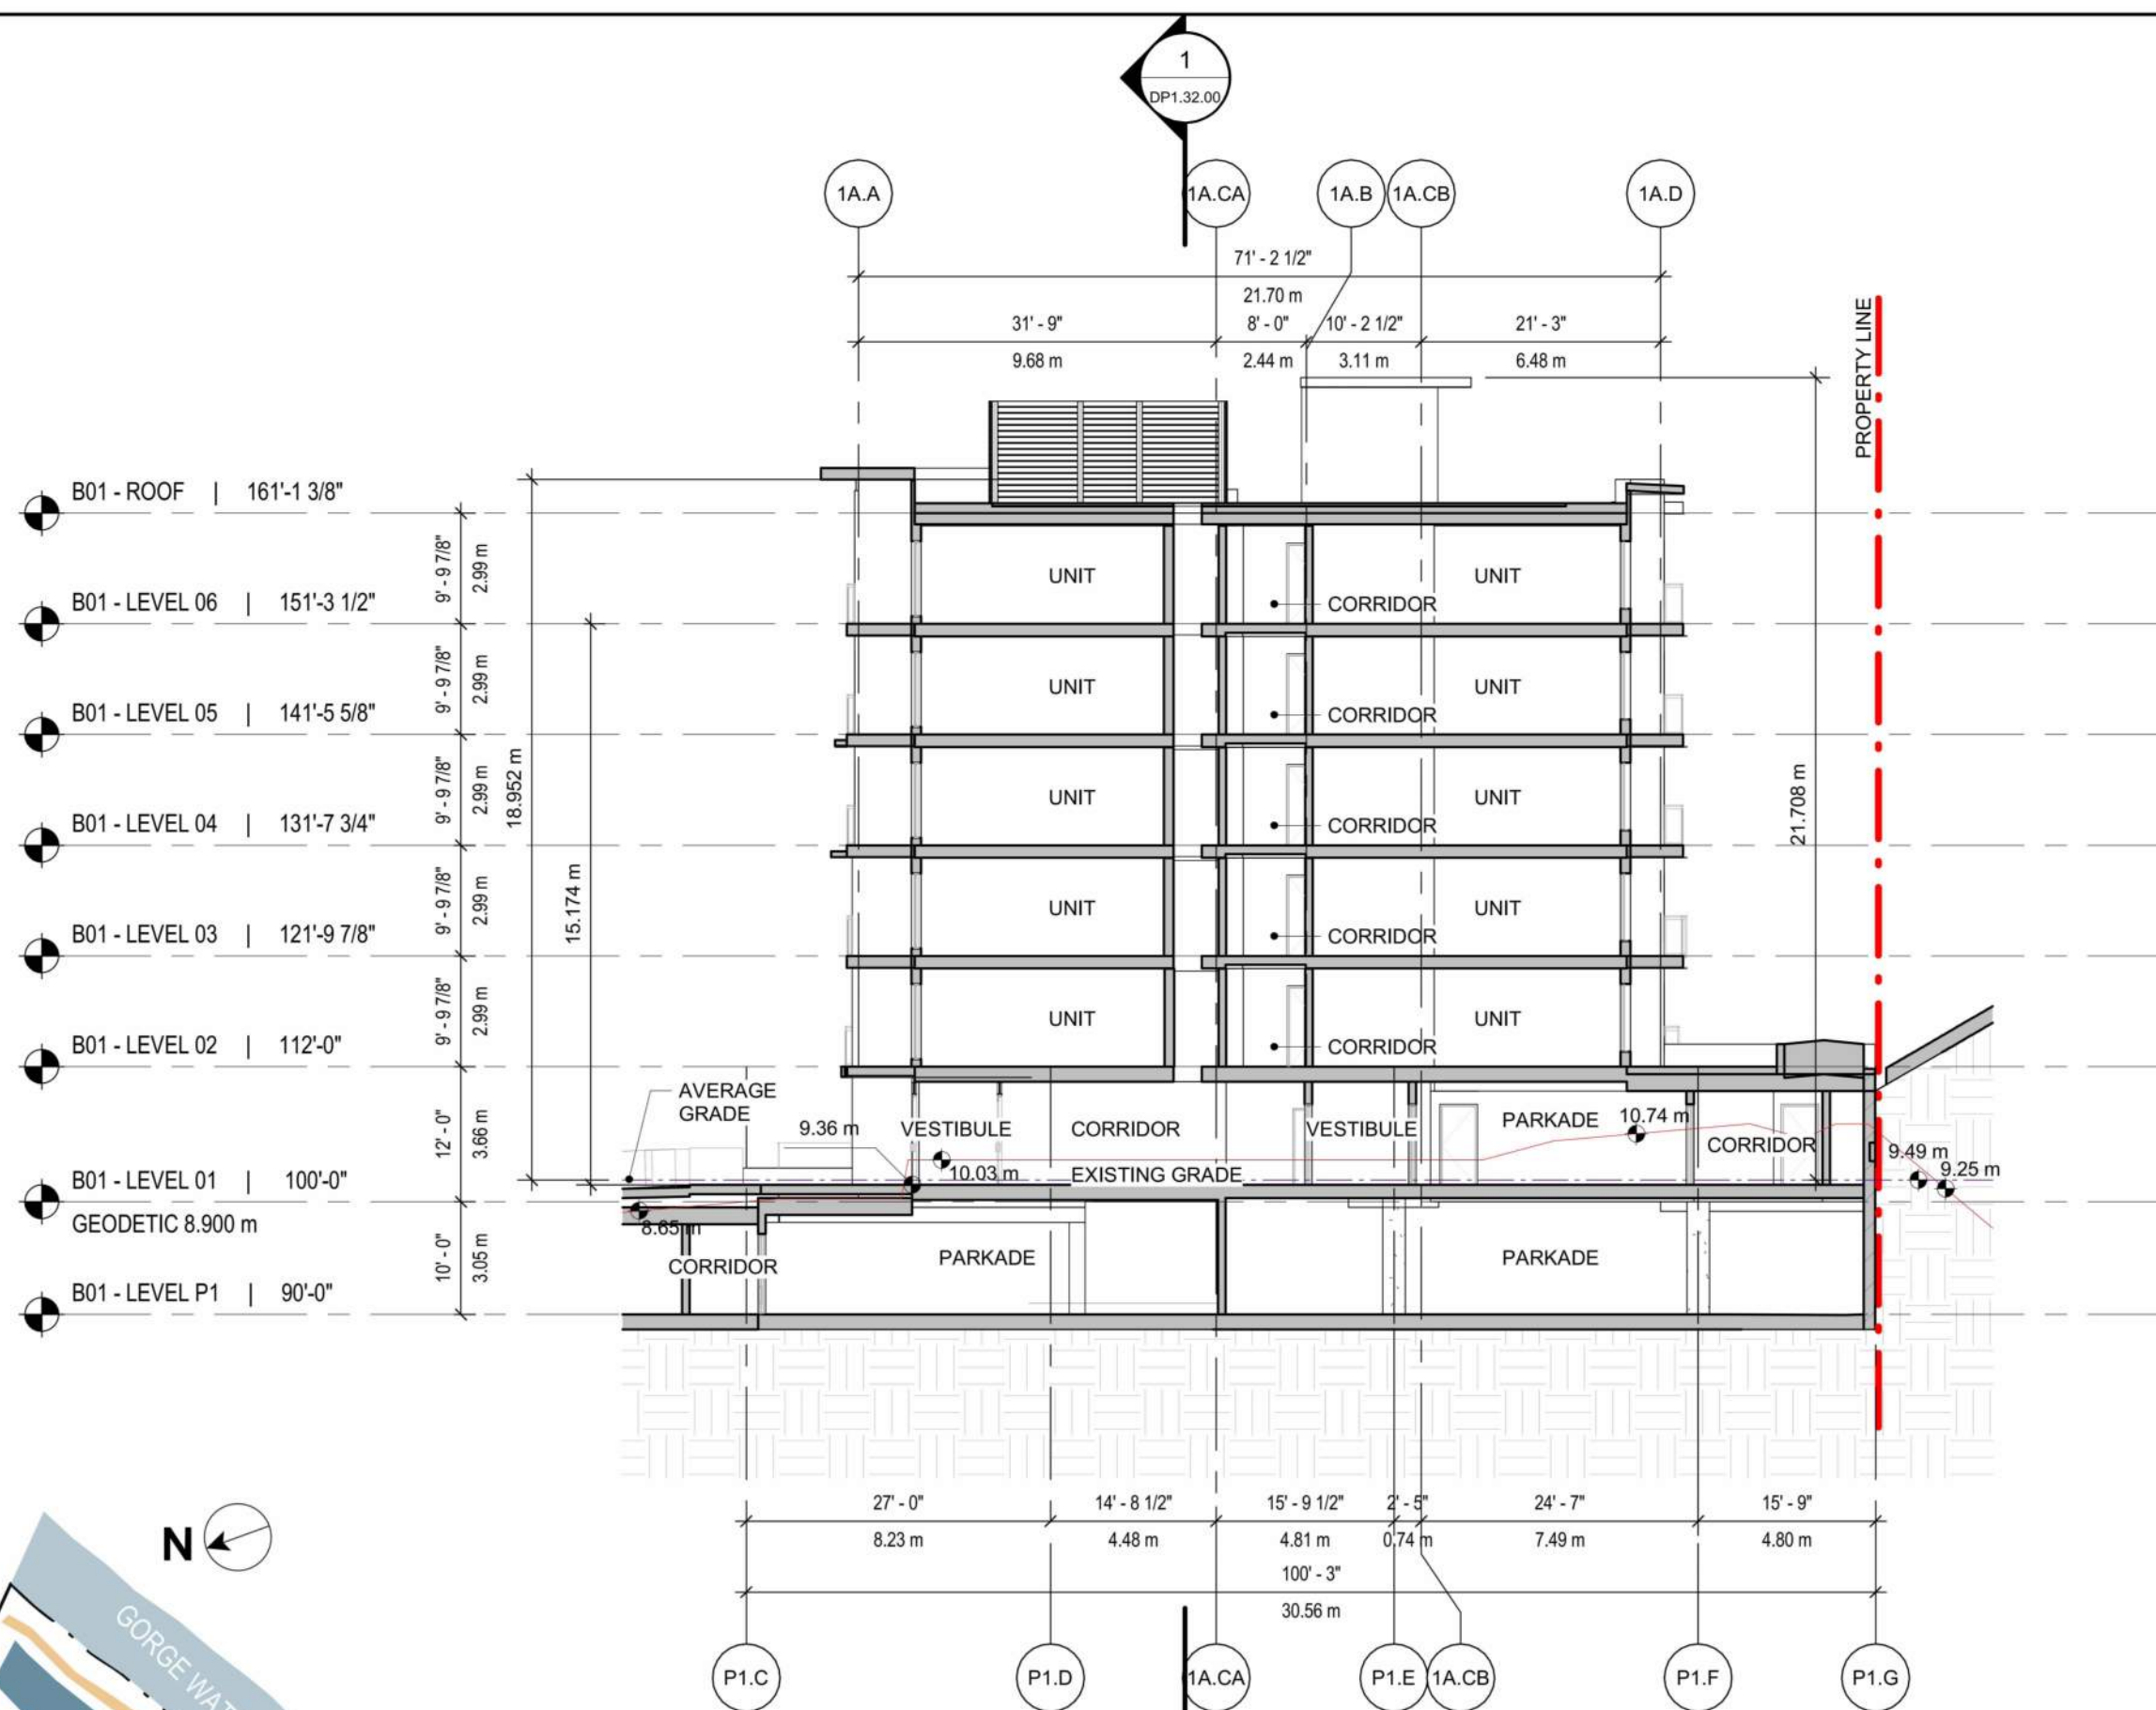 1
DP1.32.00
1A.A
1A.CA
1A.B
1A.CB
1A.D
71' - 2 1/2"
21.70 m
31' - 9"
8' - 0"
10' - 2 1/2"
21' - 3"
9.68 m
2.44 m
3.11 m
6.48 m
PROPERTY LINE
B01 - ROOF | 161'-1 3/8"
B01 - LEVEL 06 | 151'-3 1/2"
B01 - LEVEL 05 | 141'-5 5/8"
B01 - LEVEL 04 | 131'-7 3/4"
B01 - LEVEL 03 | 121'-9 7/8"
B01 - LEVEL 02 | 112'-0"
B01 - LEVEL 01 | 100'-0"
GEODETIC 8.900 m
B01 - LEVEL P1 | 90'-0"
9' - 9 7/8"
2.99 m
9' - 9 7/8"
2.99 m
9' - 9 7/8"
2.99 m
9' - 9 7/8"
2.99 m
9' - 9 7/8"
2.99 m
12' - 0"
3.66 m
10' - 0"
3.05 m
18.952 m
15.174 m
21.708 m
UNIT
CORRIDOR
UNIT
UNIT
CORRIDOR
UNIT
UNIT
CORRIDOR
UNIT
UNIT
CORRIDOR
UNIT
UNIT
CORRIDOR
UNIT
AVERAGE
GRADE
9.36 m
VESTIBULE
CORRIDOR
VESTIBULE
PARKADE
10.74 m
CORRIDOR
10.03 m
EXISTING GRADE
9.49 m
9.25 m
8.65 m
CORRIDOR
PARKADE
PARKADE
27' - 0"
14' - 8 1/2"
15' - 9 1/2"
2' - 5"
24' - 7"
15' - 9"
8.23 m
4.48 m
4.81 m
0.74 m
7.49 m
4.80 m
100' - 3"
30.56 m
P1.C
P1.D
1A.CA
P1.E
1A.CB
P1.F
P1.G
N
GORGE